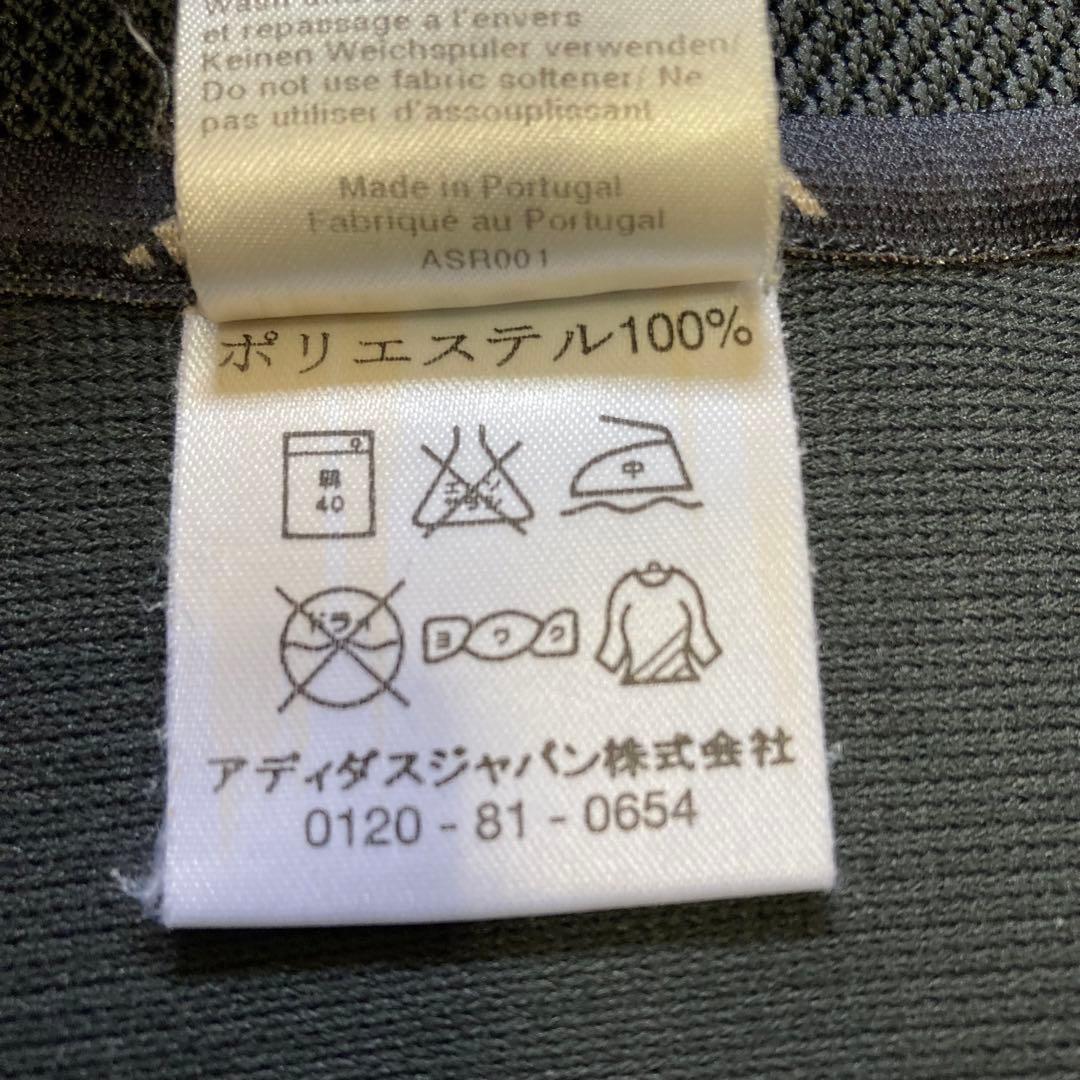 et repassage a l'envers
Keinen Weichspüler verwenden/
Do not use fabric softener/ Ne
pas utiliser d'assouplissant
Made in Portugal
Fabriqué au Portugal
ASR001
ポリエステル100%
40
中
ドライ
ヨワク
アディダスジャパン株式会社
0120 - 81 - 0654